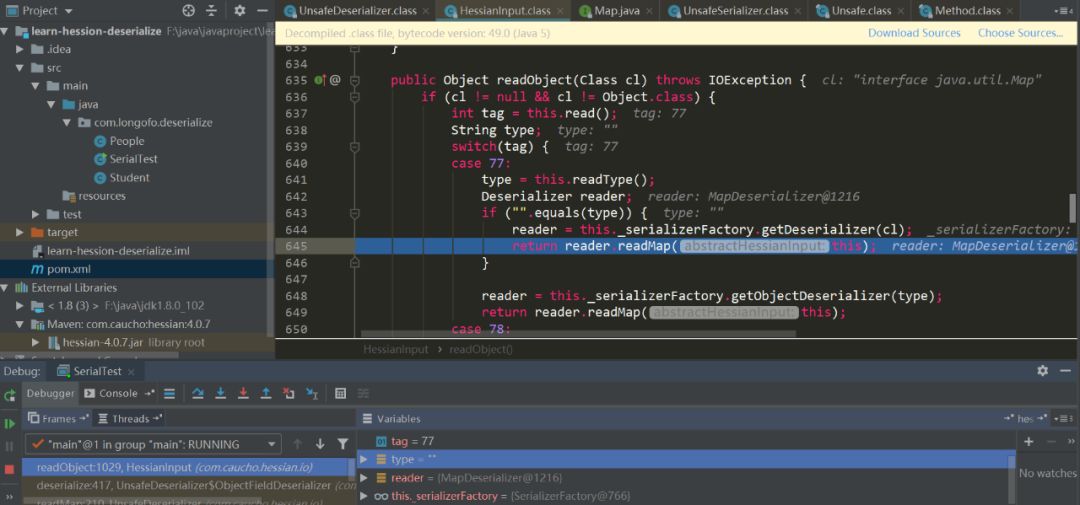 Project
UnsafeDeserializer.class
HessianInput.class
Map.java
UnsafeSerializer.class
Unsafe.class
Method.class
Decompiled .class file, bytecode version: 49.0 (Java 5)
Download Sources
Choose Sources...
learn-hession-deserialize
.idea
src
main
java
com.longofo.deserialize
People
SerialTest
Student
resources
test
target
learn-hession-deserialize.iml
pom.xml
External Libraries
< 1.8 (3) > F:\java\jdk1.8.0_102
Maven: com.caucho:hessian:4.0.7
hessian-4.0.7.jar library root
633 }
634
635 @ public Object readObject(Class cl) throws IOException { cl: "interface java.util.Map"
636 if (cl != null && cl != Object.class) {
637 int tag = this.read(); tag: 77
638 String type; type: ""
639 switch(tag) { tag: 77
640 case 77:
641 type = this.readType();
642 Deserializer reader; reader: MapDeserializer@1216
643 if ("".equals(type)) { type: ""
644 reader = this._serializerFactory.getDeserializer(cl); _serializerFactory:
645 return reader.readMap( abstractHessianInput: this); reader: MapDeserializer@
646 }
647
648 reader = this._serializerFactory.getObjectDeserializer(type);
649 return reader.readMap( abstractHessianInput: this);
650 case 78:
HessianInput › readObject()
Debug: SerialTest
Debugger Console
Frames Threads
"main"@1 in group "main": RUNNING
readObject:1029, HessianInput (com.caucho.hessian.io)
deserialize:417, UnsafeDeserializer$ObjectFieldDeserializer
readMap:210, UnsafeDeserializer (com.caucho.hessian.io)
Variables
tag = 77
type = ""
reader = {MapDeserializer@1216}
this._serializerFactory = {SerializerFactory@766}
No watches